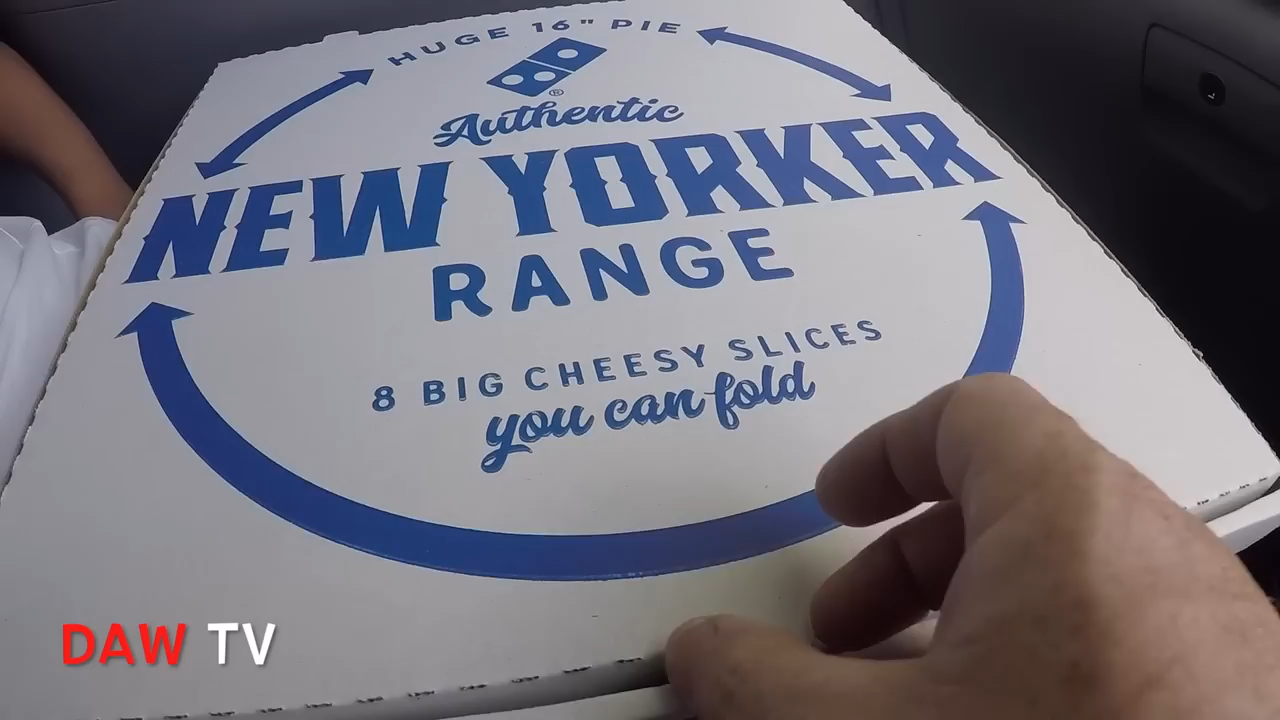 HUGE 16" PIE
®
Authentic
NEW YORKER
RANGE
8 BIG CHEESY SLICES
you can fold
DAW TV